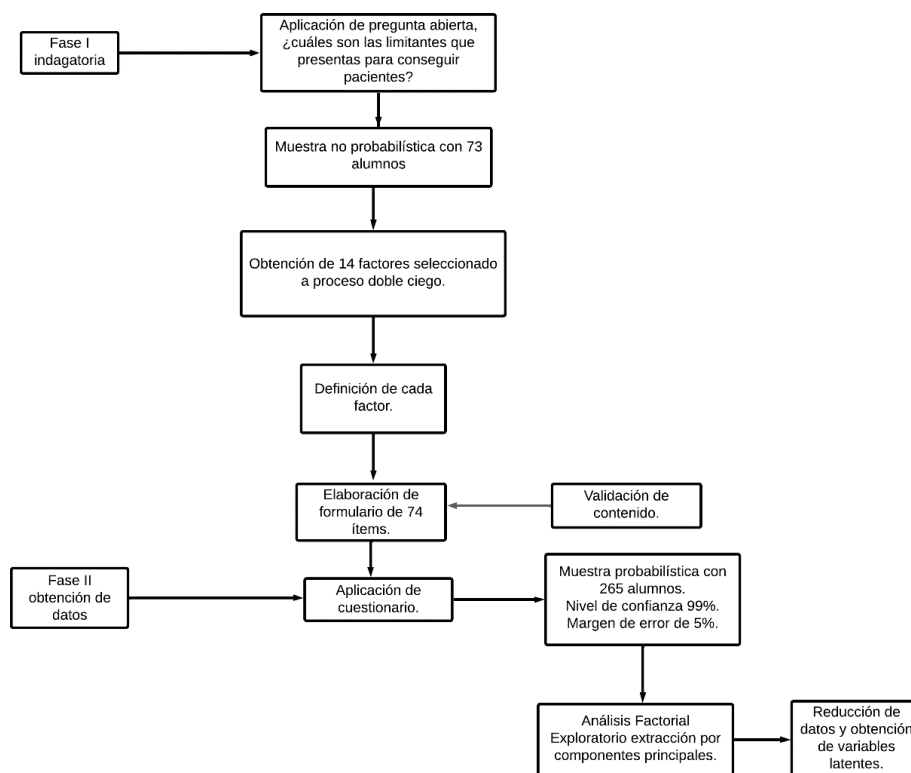 Fase I
indagatoria
Aplicación de pregunta abierta,
¿cuáles son las limitantes que
presentas para conseguir
pacientes?
Muestra no probabilística con 73
alumnos
Obtención de 14 factores seleccionado
a proceso doble ciego.
Definición de cada
factor.
Elaboración de
formulario de 74
ítems.
Validación de
contenido.
Fase II
obtención de
datos
Aplicación de
cuestionario.
Muestra probabilística con
265 alumnos.
Nivel de confianza 99%.
Margen de error de 5%.
Análisis Factorial
Exploratorio extracción por
componentes principales.
Reducción de
datos y obtención
de variables
latentes.